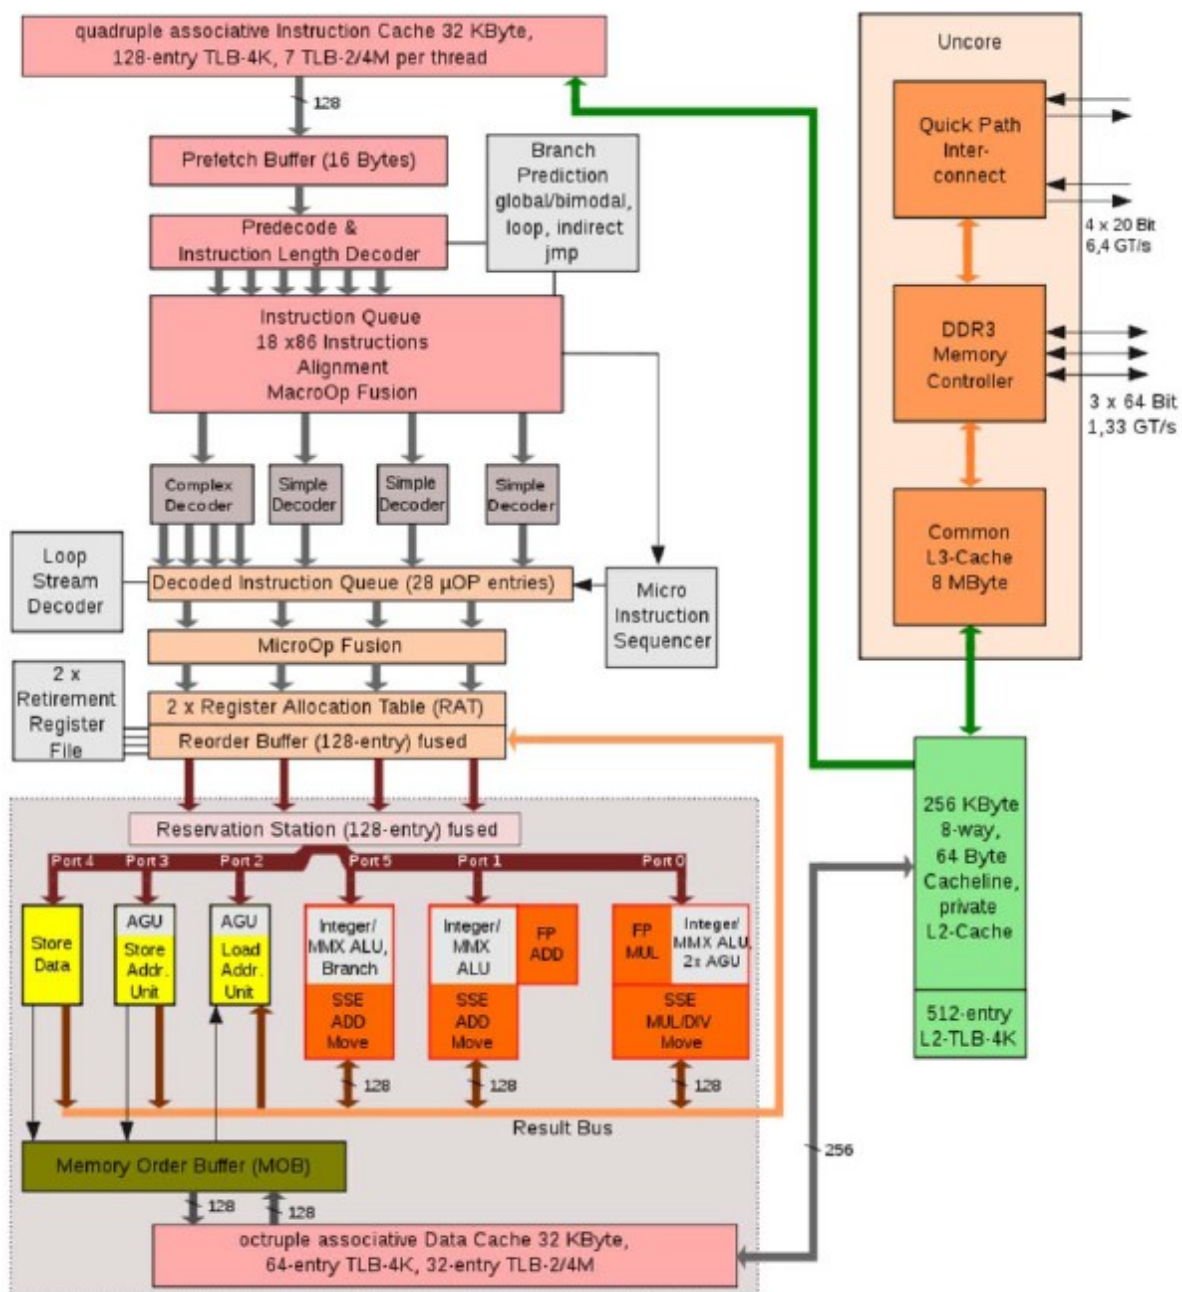 quadruple associative Instruction Cache 32 KByte,
128-entry TLB-4K, 7 TLB-2/4M per thread
128
Prefetch Buffer (16 Bytes)
Branch
Prediction
global/bimodal,
loop, indirect
jmp
Predecode &
Instruction Length Decoder
Instruction Queue
18 x86 Instructions
Alignment
MacroOp Fusion
Complex
Decoder
Simple
Decoder
Simple
Decoder
Simple
Decoder
Loop
Stream
Decoder
Decoded Instruction Queue (28 µOP entries)
Micro
Instruction
Sequencer
MicroOp Fusion
2 x
Retirement
Register
File
2 x Register Allocation Table (RAT)
Reorder Buffer (128-entry) fused
Reservation Station (128-entry) fused
Port 4
Port 3
Port 2
Port 5
Port 1
Port 0
Store
Data
AGU
Store
Addr.
Unit
AGU
Load
Addr.
Unit
Integer/
MMX ALU,
Branch
SSE
ADD
Move
Integer/
MMX
ALU
FP
ADD
SSE
ADD
Move
FP
MUL
Integer/
MMX ALU,
2x AGU
SSE
MUL/DIV
Move
128
128
128
Result Bus
Memory Order Buffer (MOB)
128
128
octruple associative Data Cache 32 KByte,
64-entry TLB-4K, 32-entry TLB-2/4M
256
Uncore
Quick Path
Inter-
connect
4 x 20 Bit
6,4 GT/s
DDR3
Memory
Controller
3 x 64 Bit
1,33 GT/s
Common
L3-Cache
8 MByte
256 KByte
8-way,
64 Byte
Cacheline,
private
L2-Cache
512-entry
L2-TLB-4K